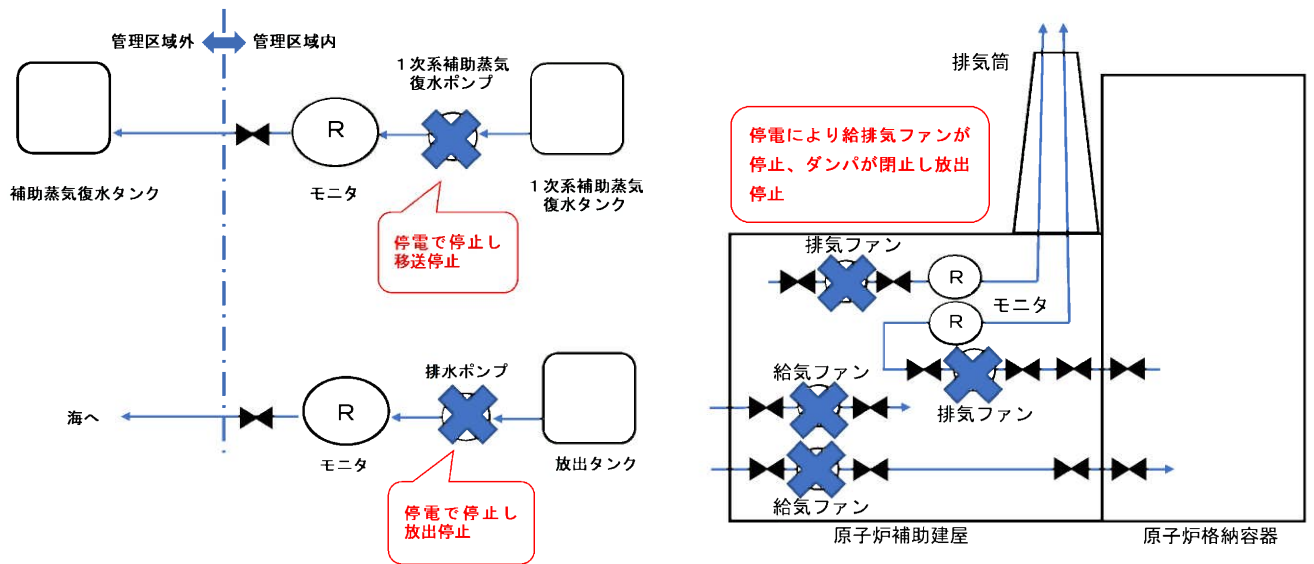 管理区域外
管理区域内
1次系補助蒸気
復水ポンプ
R
補助蒸気復水タンク
モニタ
1次系補助蒸気
復水タンク
停電で停止し
移送停止
排水ポンプ
海へ
R
モニタ
放出タンク
停電で停止し
放出停止
排気筒
停電により給排気ファンが
停止、ダンパが閉止し放出
停止
排気ファン
R
モニタ
R
給気ファン
排気ファン
給気ファン
原子炉補助建屋
原子炉格納容器